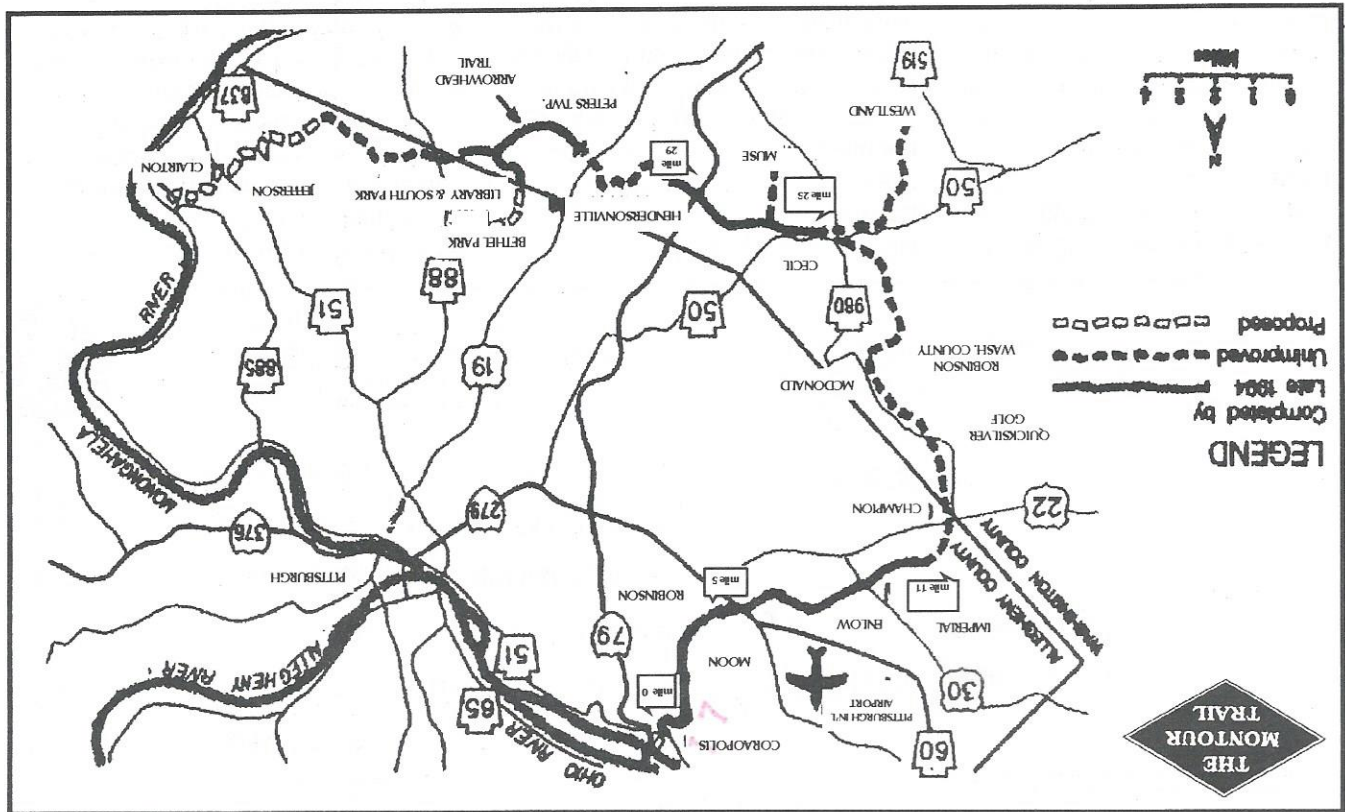 THE
MONTOUR
TRAIL
60
CORAOPOLIS
OHIO RIVER
30
PITTSBURGH INT'L
AIRPORT
MOON
mile 0
65
51
ALLEGHENY RIVER
79
IMPERIAL
ENLOW
ROBINSON
mile 11
mile 5
ALLEGHENY COUNTY
WASHINGTON COUNTY
PITTSBURGH
376
22
CHAMPION
279
MONONGAHELA
RIVER
LEGEND
Completed by
Late 1994
Unimproved
Proposed
QUICKSILVER
GOLF
ROBINSON
WASH. COUNTY
MCDONALD
19
885
980
50
51
88
CECIL
BETHEL PARK
HENDERSONVILLE
LIBRARY & SOUTH PARK
JEFFERSON
CLAIRTON
50
mile 25
MUSE
mile 29
WESTLAND
519
PETERS TWP.
ARROWHEAD
TRAIL
837
N
0 1 2 3 4
Miles